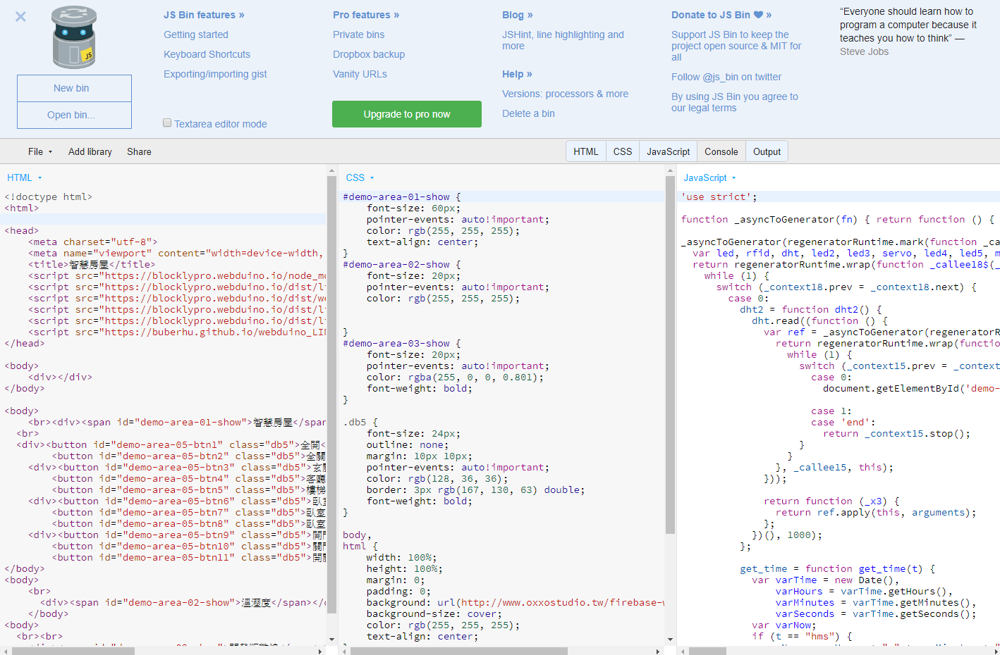 JS Bin features »
Getting started
Keyboard Shortcuts
Exporting/importing gist
Textarea editor mode
Pro features »
Private bins
Dropbox backup
Vanity URLs
Upgrade to pro now
Blog »
JSHint, line highlighting and
more
Help »
Versions: processors & more
Delete a bin
Donate to JS Bin ❤ »
Support JS Bin to keep the
project open source & MIT for
all
Follow @js_bin on twitter
By using JS Bin you agree to
our legal terms
“Everyone should learn how to
program a computer because it
teaches you how to think” —
Steve Jobs
JS
New bin
Open bin...
File Add library Share
HTML CSS JavaScript Console Output
HTML
<!doctype html>
<html>
<head>
<meta charset="utf-8">
<meta name="viewport" content="width=device-width,
<title>智慧房屋</title>
<script src="https://blocklypro.webduino.io/node_mo
<script src="https://blocklypro.webduino.io/dist/li
<script src="https://blocklypro.webduino.io/dist/we
<script src="https://blocklypro.webduino.io/dist/li
<script src="https://blocklypro.webduino.io/dist/li
<script src="https://buberhu.github.io/webduino_LIN
</head>
<body>
<div></div>
</body>
<body>
<br><div><span id="demo-area-01-show">智慧房屋</span
<br>
<div><button id="demo-area-05-btn1" class="db5">全開<
<button id="demo-area-05-btn2" class="db5">全關
<div><button id="demo-area-05-btn3" class="db5">玄關
<button id="demo-area-05-btn4" class="db5">客廳
<button id="demo-area-05-btn5" class="db5">樓梯
<div><button id="demo-area-05-btn6" class="db5">臥室
<button id="demo-area-05-btn7" class="db5">臥室
<button id="demo-area-05-btn8" class="db5">臥室
<div><button id="demo-area-05-btn9" class="db5">開門
<button id="demo-area-05-btn10" class="db5">關門
<button id="demo-area-05-btn11" class="db5">開關
</body>
<body>
<br>
<div><span id="demo-area-02-show">溫溼度</span></d
</body>
<body>
<br><br>
CSS
#demo-area-01-show {
font-size: 60px;
pointer-events: auto!important;
color: rgb(255, 255, 255);
text-align: center;
}
#demo-area-02-show {
font-size: 20px;
pointer-events: auto!important;
color: rgb(255, 255, 255);
}
#demo-area-03-show {
font-size: 20px;
pointer-events: auto!important;
color: rgba(255, 0, 0, 0.801);
font-weight: bold;
}
.db5 {
font-size: 24px;
outline: none;
margin: 10px 10px;
pointer-events: auto!important;
color: rgb(128, 36, 36);
border: 3px rgb(167, 130, 63) double;
font-weight: bold;
}
body,
html {
width: 100%;
height: 100%;
margin: 0;
padding: 0;
background: url(http://www.oxxostudio.tw/firebase-w
background-size: cover;
color: rgb(255, 255, 255);
text-align: center;
JavaScript
'use strict';
function _asyncToGenerator(fn) { return function () {
_asyncToGenerator(regeneratorRuntime.mark(function _ca
var led, rfid, dht, led2, led3, servo, led4, led5, m
return regeneratorRuntime.wrap(function _callee18$(_
while (1) {
switch (_context18.prev = _context18.next) {
case 0:
dht2 = function dht2() {
dht.read((function () {
var ref = _asyncToGenerator(regeneratorR
return regeneratorRuntime.wrap(functio
while (1) {
switch (_context15.prev = _context
case 0:
document.getElementById('demo-
case 1:
case 'end':
return _context15.stop();
}
}
}, _callee15, this);
}));
return function (_x3) {
return ref.apply(this, arguments);
};
})(), 1000);
};
get_time = function get_time(t) {
var varTime = new Date(),
varHours = varTime.getHours(),
varMinutes = varTime.getMinutes(),
varSeconds = varTime.getSeconds();
var varNow;
if (t == "hms") {